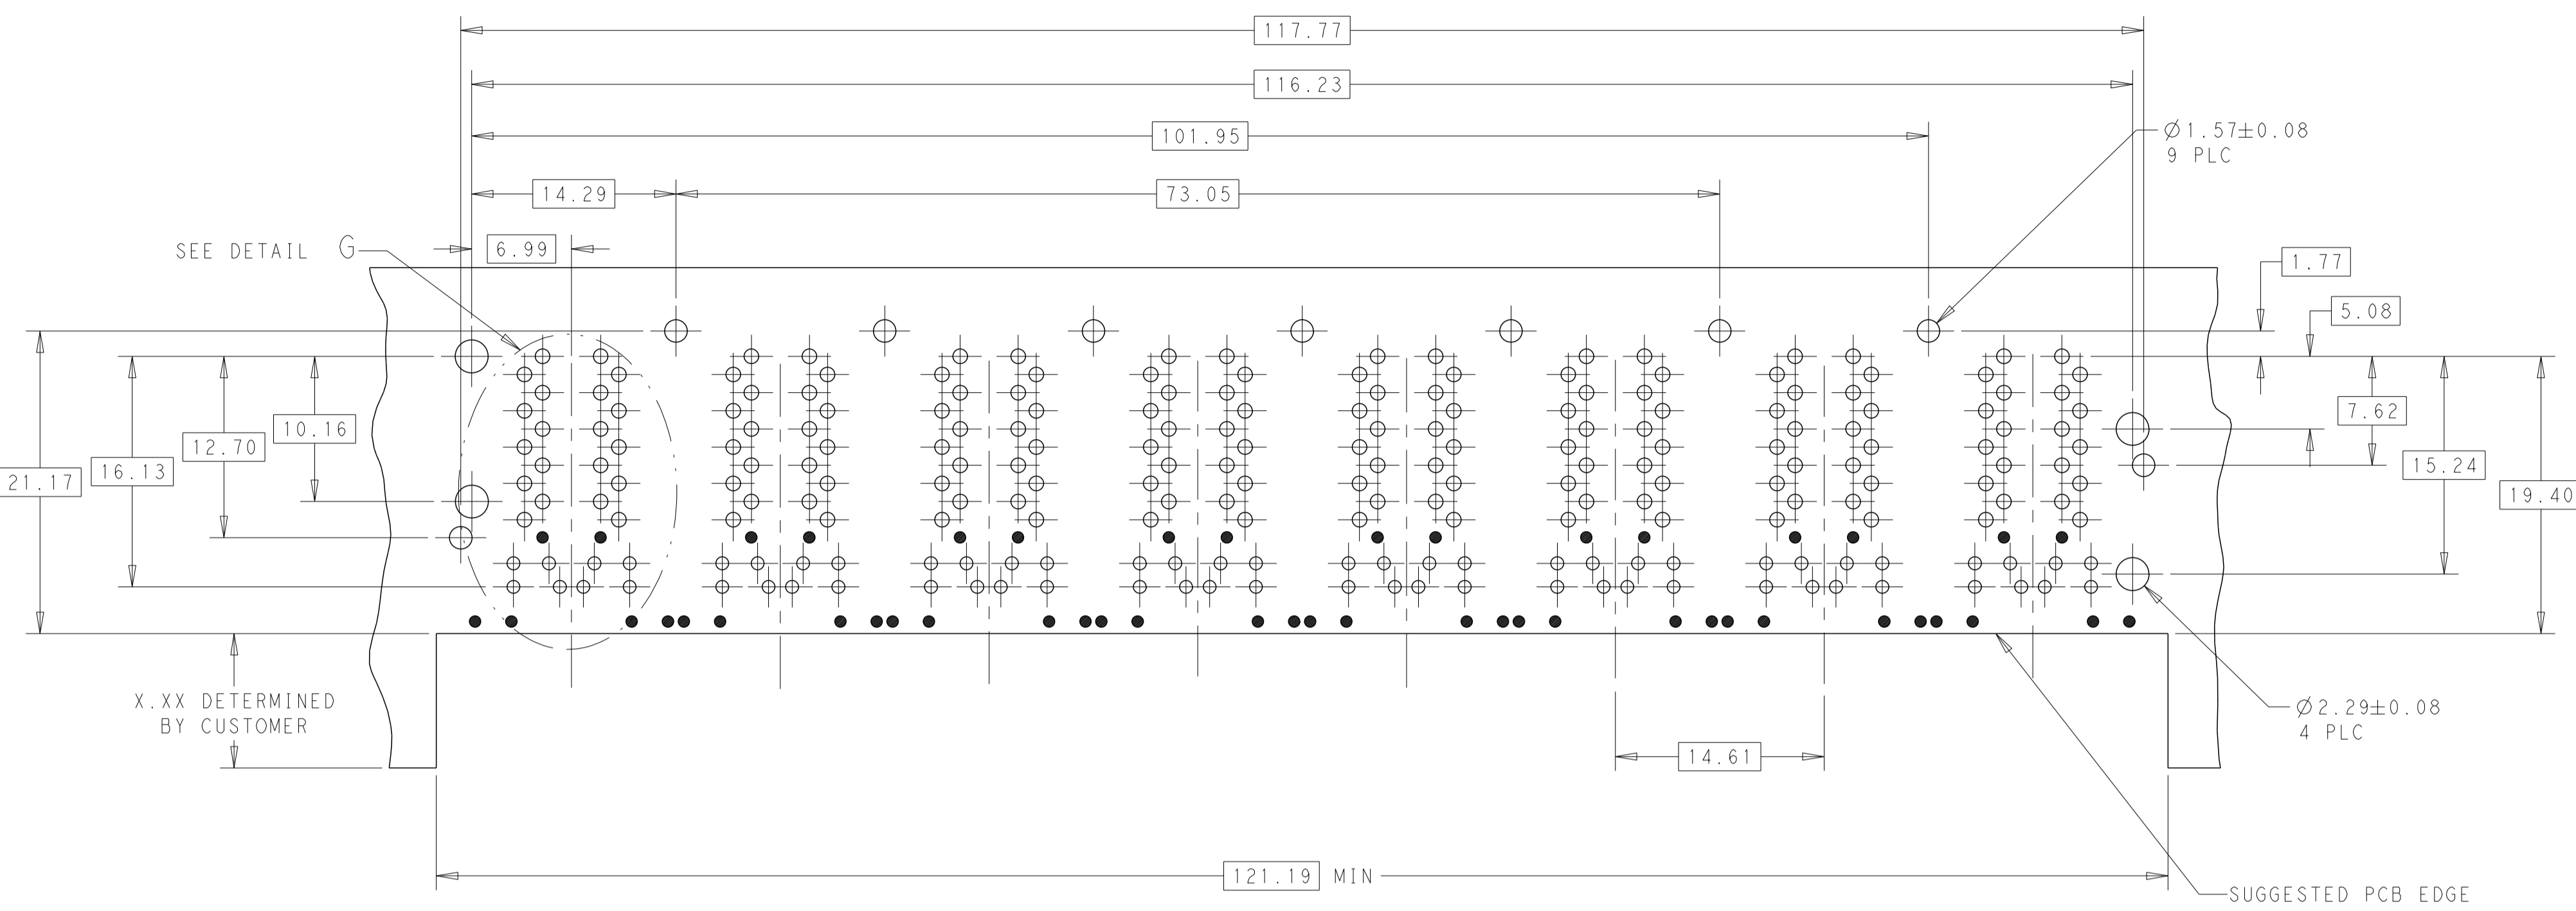 117.77
116.23
101.95
Ø1.57±0.08
9 PLC
14.29
73.05
SEE DETAIL G
6.99
1.77
5.08
7.62
10.16
12.70
16.13
21.17
15.24
19.40
X.XX DETERMINED
BY CUSTOMER
Ø2.29±0.08
4 PLC
14.61
121.19 MIN
SUGGESTED PCB EDGE